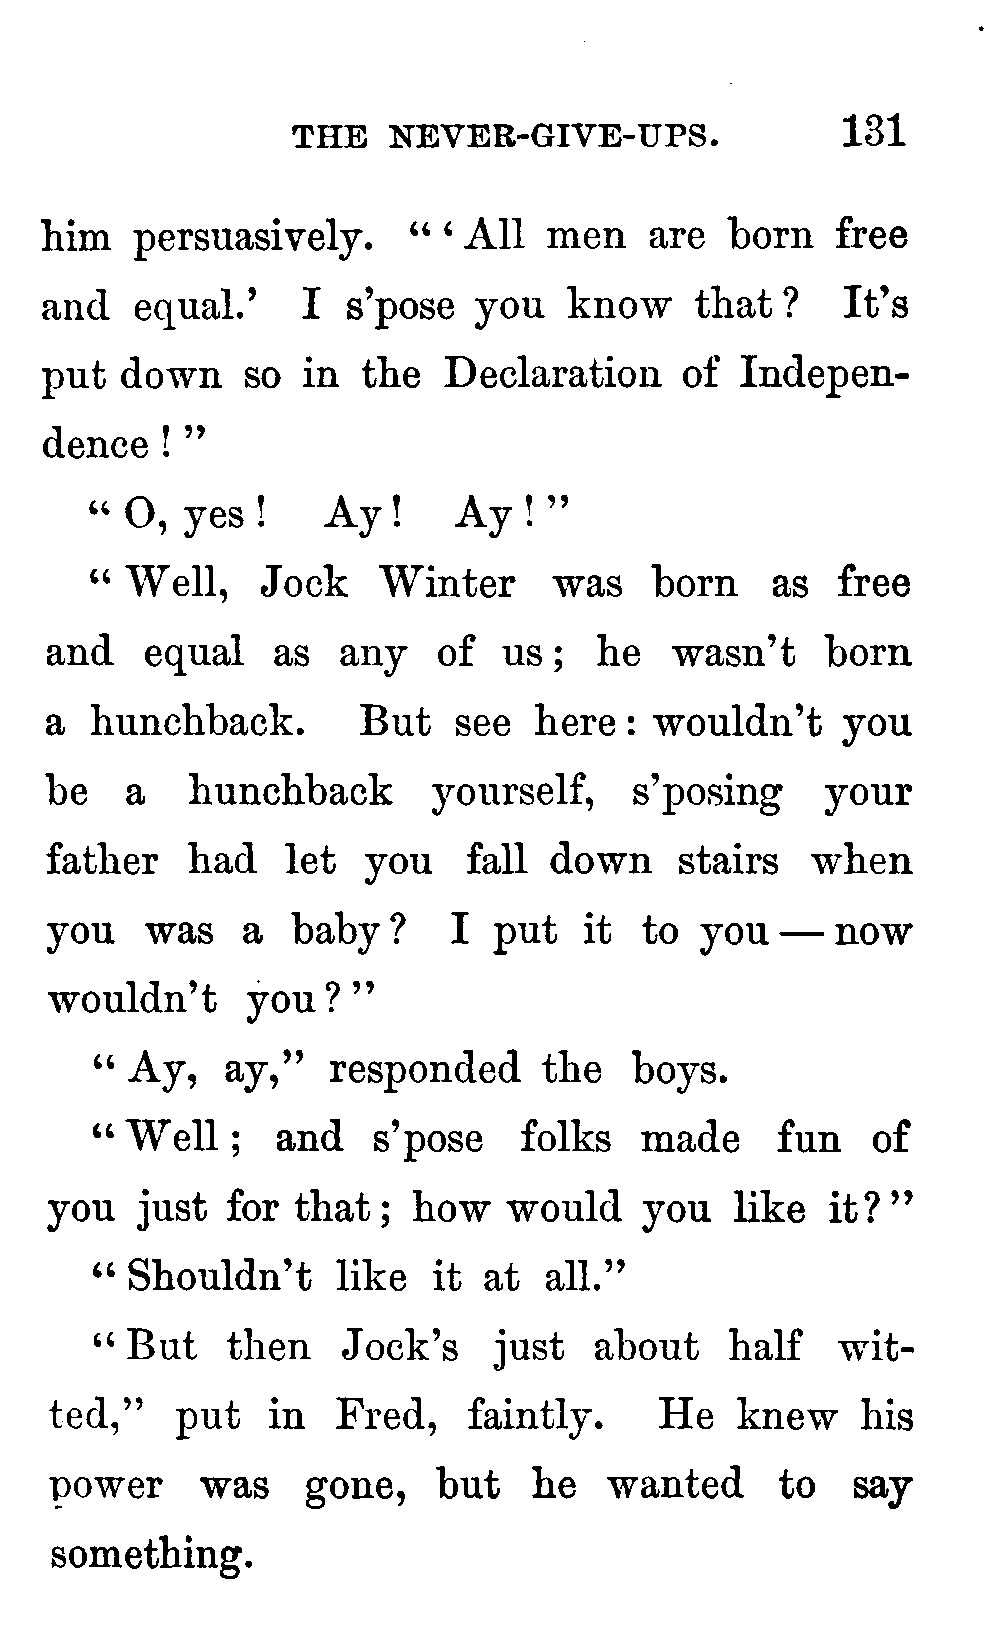 THE NEVER-GIVE-UPS. 131
him persuasively. “‘All men are born free
and equal.’ I s’pose you know that? It’s
put down so in the Declaration of Indepen-
dence!”
“O, yes! Ay! Ay!”
“Well, Jock Winter was born as free
and equal as any of us; he wasn’t born
a hunchback. But see here: wouldn’t you
be a hunchback yourself, s’posing your
father had let you fall down stairs when
you was a baby? I put it to you — now
wouldn’t you?”
“Ay, ay,” responded the boys.
“Well; and s’pose folks made fun of
you just for that; how would you like it?”
“Shouldn’t like it at all.”
“But then Jock’s just about half wit-
ted,” put in Fred, faintly. He knew his
power was gone, but he wanted to say
something.